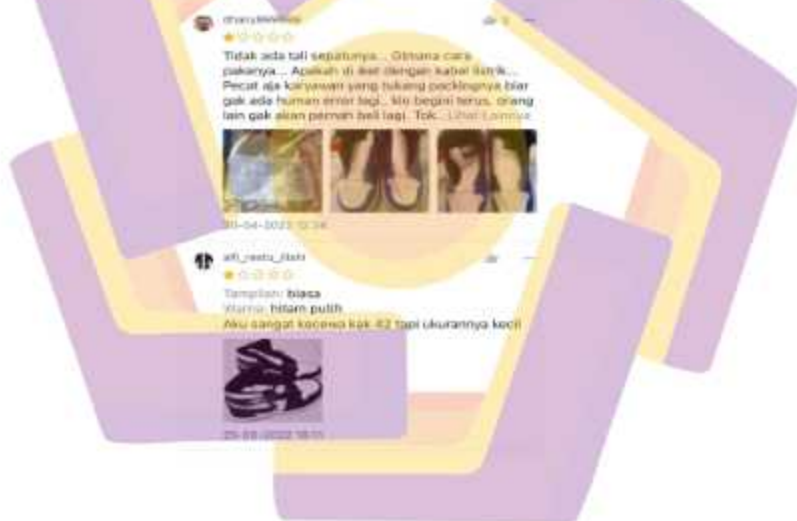 Tidak ada tali sepatunya... Gimana cara
pakenya... Apakah di iket dengan kabel listrik...
Pecat aja karyawan yang tukang packingnya biar
gak ada human error lagi.. klo begini terus, orang
lain gak akan pernah beli lagi. Tok... Lihat Lainnya
Tampilan: biasa
Warna: hitam putih
Aku sangat kecewa kak 42 tapi ukurannya kecil